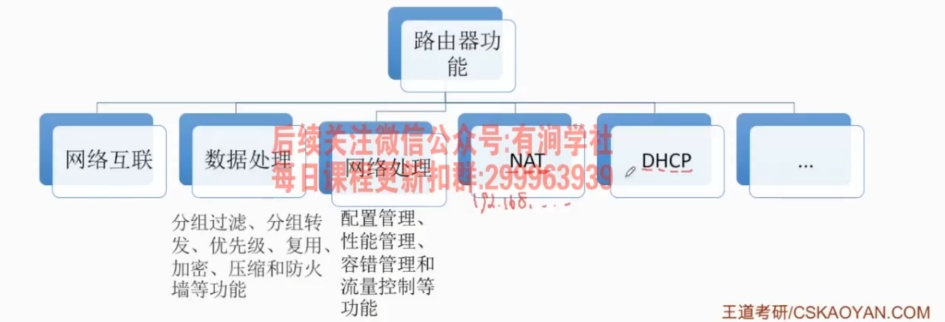 路由器功
能
网络互联
数据处理
网络处理
NAT
DHCP
...
后续关注微信公众号:有涧学社
每日课程更新扣群:299963939
192.168.....
分组过滤、分组转
发、优先级、复用、
加密、压缩和防火
墙等功能
配置管理、
性能管理、
容错管理和
流量控制等
功能
王道考研/CSKAOYAN.COM